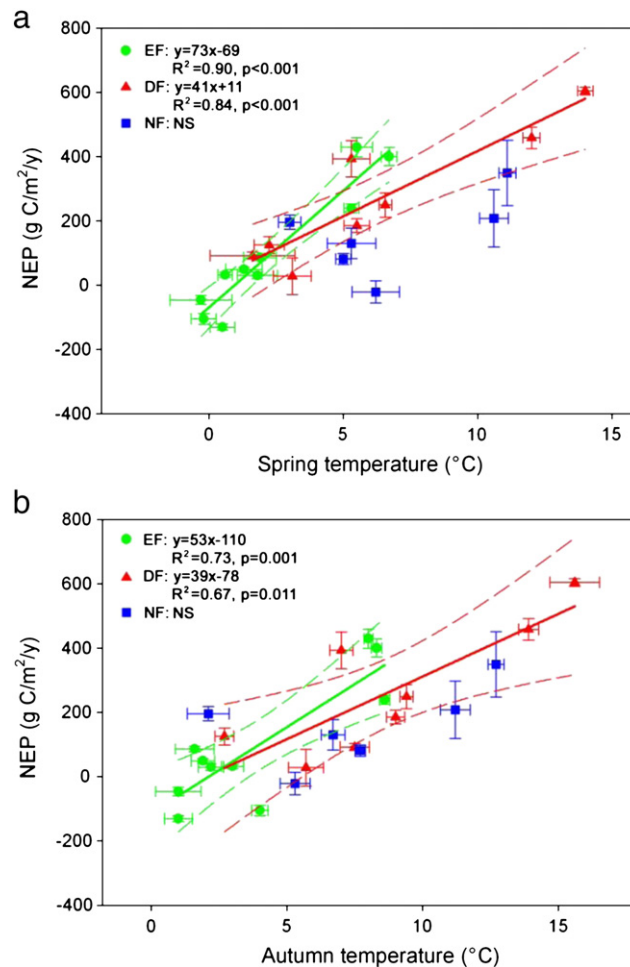 a
800
600
400
200
0
-200
-400
NEP (g C/m²/y)
EF: y=73x-69
R²=0.90, p<0.001
DF: y=41x+11
R²=0.84, p<0.001
NF: NS
0 5 10 15
Spring temperature (°C)
b
800
600
400
200
0
-200
-400
NEP (g C/m²/y)
EF: y=53x-110
R²=0.73, p=0.001
DF: y=39x-78
R²=0.67, p=0.011
NF: NS
0 5 10 15
Autumn temperature (°C)